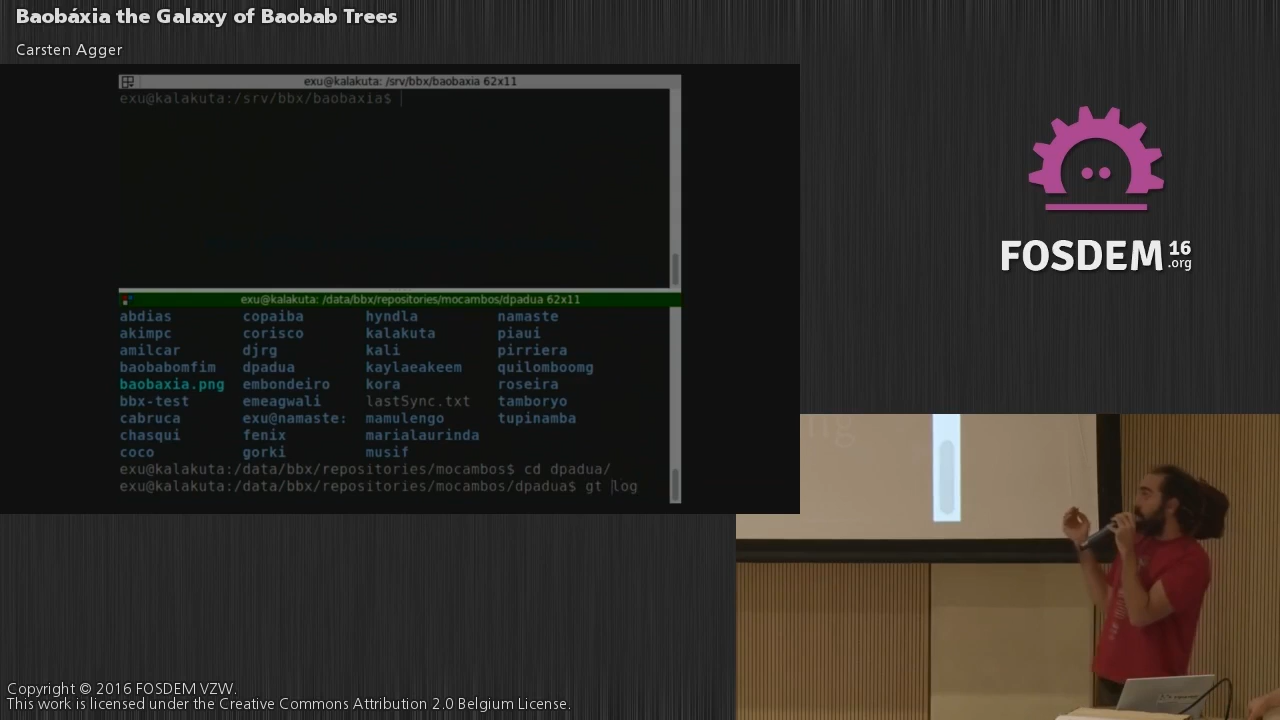 Baobáxia the Galaxy of Baobab Trees
Carsten Agger
exu@kalakuta: /srv/bbx/baobaxia 62x11
exu@kalakuta:/srv/bbx/baobaxia$
exu@kalakuta: /data/bbx/repositories/mocambos/dpadua 62x11
abdias copaiba hyndla namaste
akimpc corisco kalakuta piaui
amilcar djrg kali pirriera
baobabomfim dpadua kaylaeakeem quilomboomg
baobaxia.png embondeiro kora roseira
bbx-test emeagwali lastSync.txt tamboryo
cabruca exu@namaste: mamulengo tupinamba
chasqui fenix marialaurinda
coco gorki musif
exu@kalakuta:/data/bbx/repositories/mocambos$ cd dpadua/
exu@kalakuta:/data/bbx/repositories/mocambos/dpadua$ gt log
FOSDEM 16
.org
Copyright © 2016 FOSDEM VZW.
This work is licensed under the Creative Commons Attribution 2.0 Belgium License.